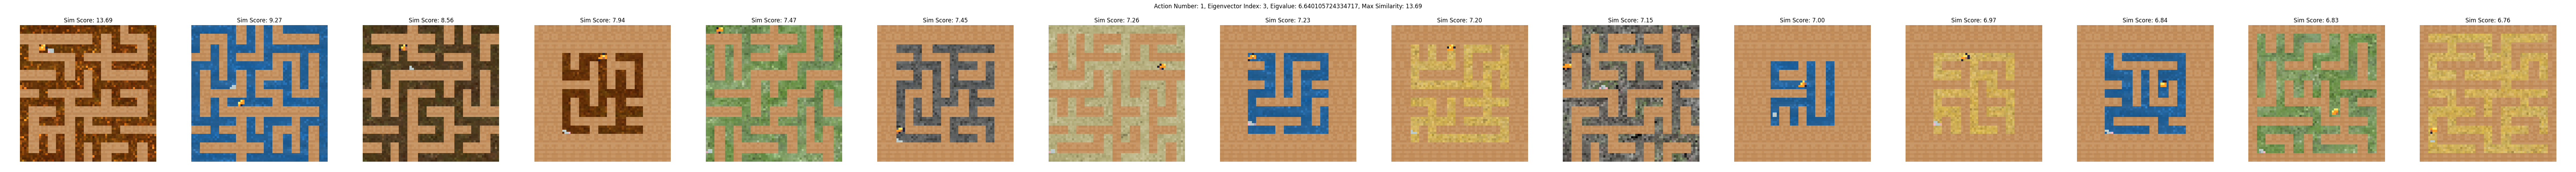 Action Number: 1, Eigenvector Index: 3, Eigvalue: 6.640105724334717, Max Similarity: 13.69
Sim Score: 13.69
Sim Score: 9.27
Sim Score: 8.56
Sim Score: 7.94
Sim Score: 7.47
Sim Score: 7.45
Sim Score: 7.26
Sim Score: 7.23
Sim Score: 7.20
Sim Score: 7.15
Sim Score: 7.00
Sim Score: 6.97
Sim Score: 6.84
Sim Score: 6.83
Sim Score: 6.76